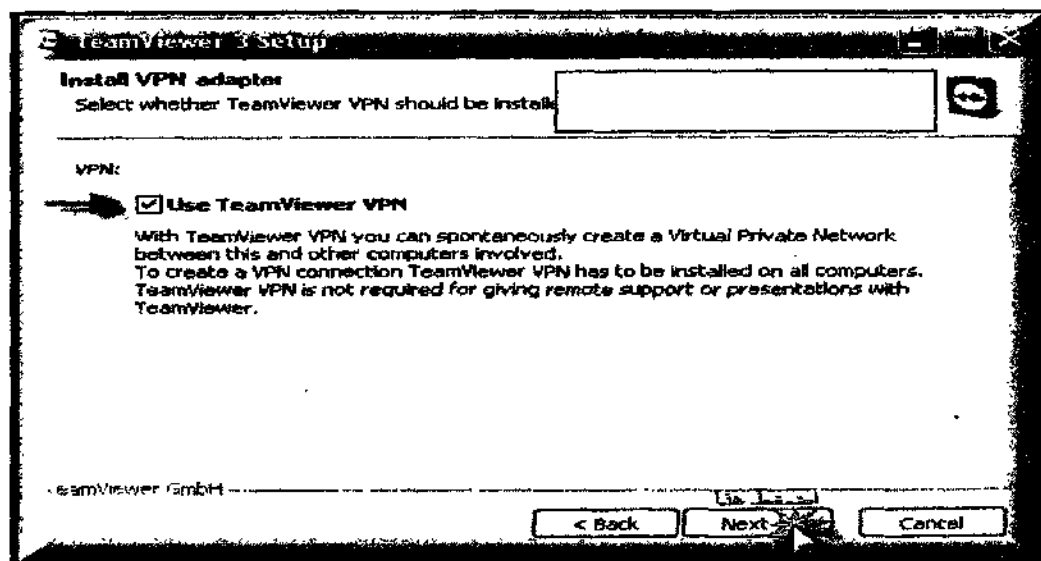 TeamViewer 3 Setup
Install VPN adapter
Select whether TeamViewer VPN should be installe
VPN:
Use TeamViewer VPN
With TeamViewer VPN you can spontaneously create a Virtual Private Network
between this and other computers involved.
To create a VPN connection TeamViewer VPN has to be installed on all computers.
TeamViewer VPN is not required for giving remote support or presentations with
TeamViewer.
TeamViewer GmbH
< Back Next Cancel